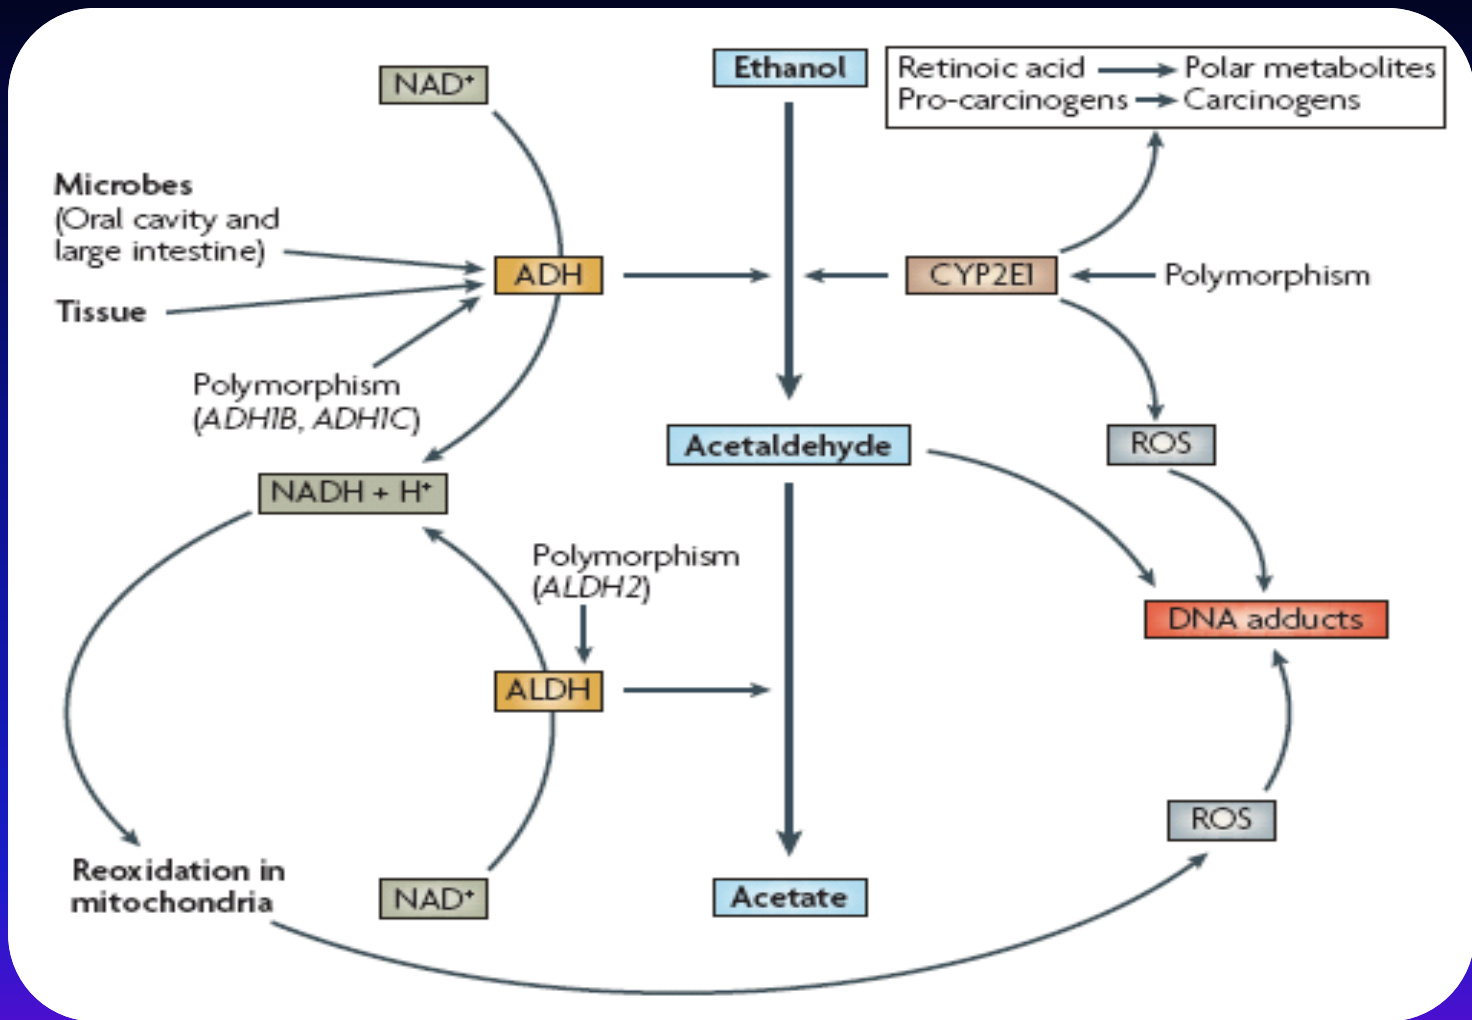 NAD⁺
Ethanol
Retinoic acid → Polar metabolites
Pro-carcinogens → Carcinogens
Microbes
(Oral cavity and
large intestine)
ADH
CYP2E1
Polymorphism
Tissue
Polymorphism
(ADH1B, ADH1C)
Acetaldehyde
ROS
NADH + H⁺
Polymorphism
(ALDH2)
DNA adducts
ALDH
ROS
Reoxidation in
mitochondria
NAD⁺
Acetate